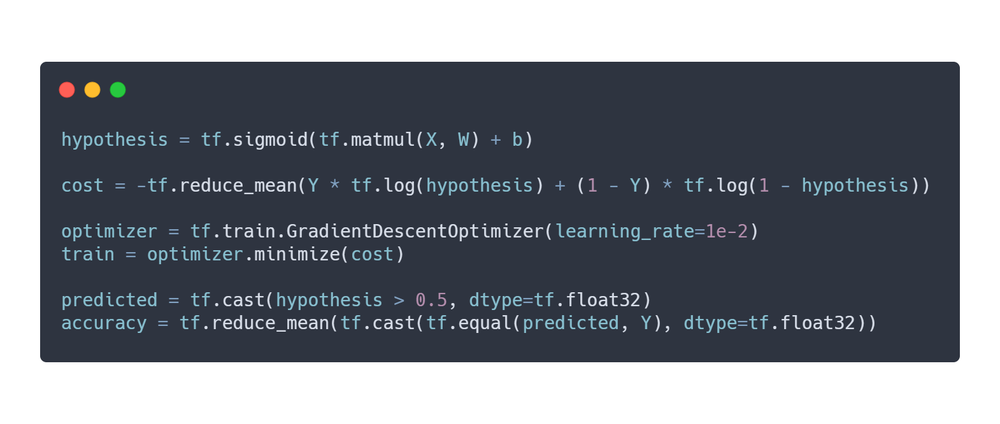 hypothesis = tf.sigmoid(tf.matmul(X, W) + b)
cost = -tf.reduce_mean(Y * tf.log(hypothesis) + (1 - Y) * tf.log(1 - hypothesis))
optimizer = tf.train.GradientDescentOptimizer(learning_rate=1e-2)
train = optimizer.minimize(cost)
predicted = tf.cast(hypothesis > 0.5, dtype=tf.float32)
accuracy = tf.reduce_mean(tf.cast(tf.equal(predicted, Y), dtype=tf.float32))